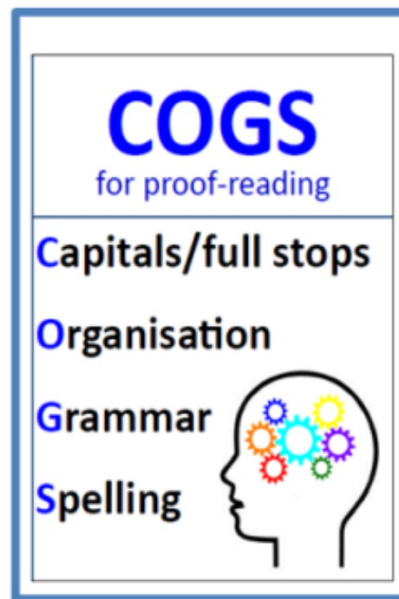 COGS
for proof-reading
Capitals/full stops
Organisation
Grammar
Spelling